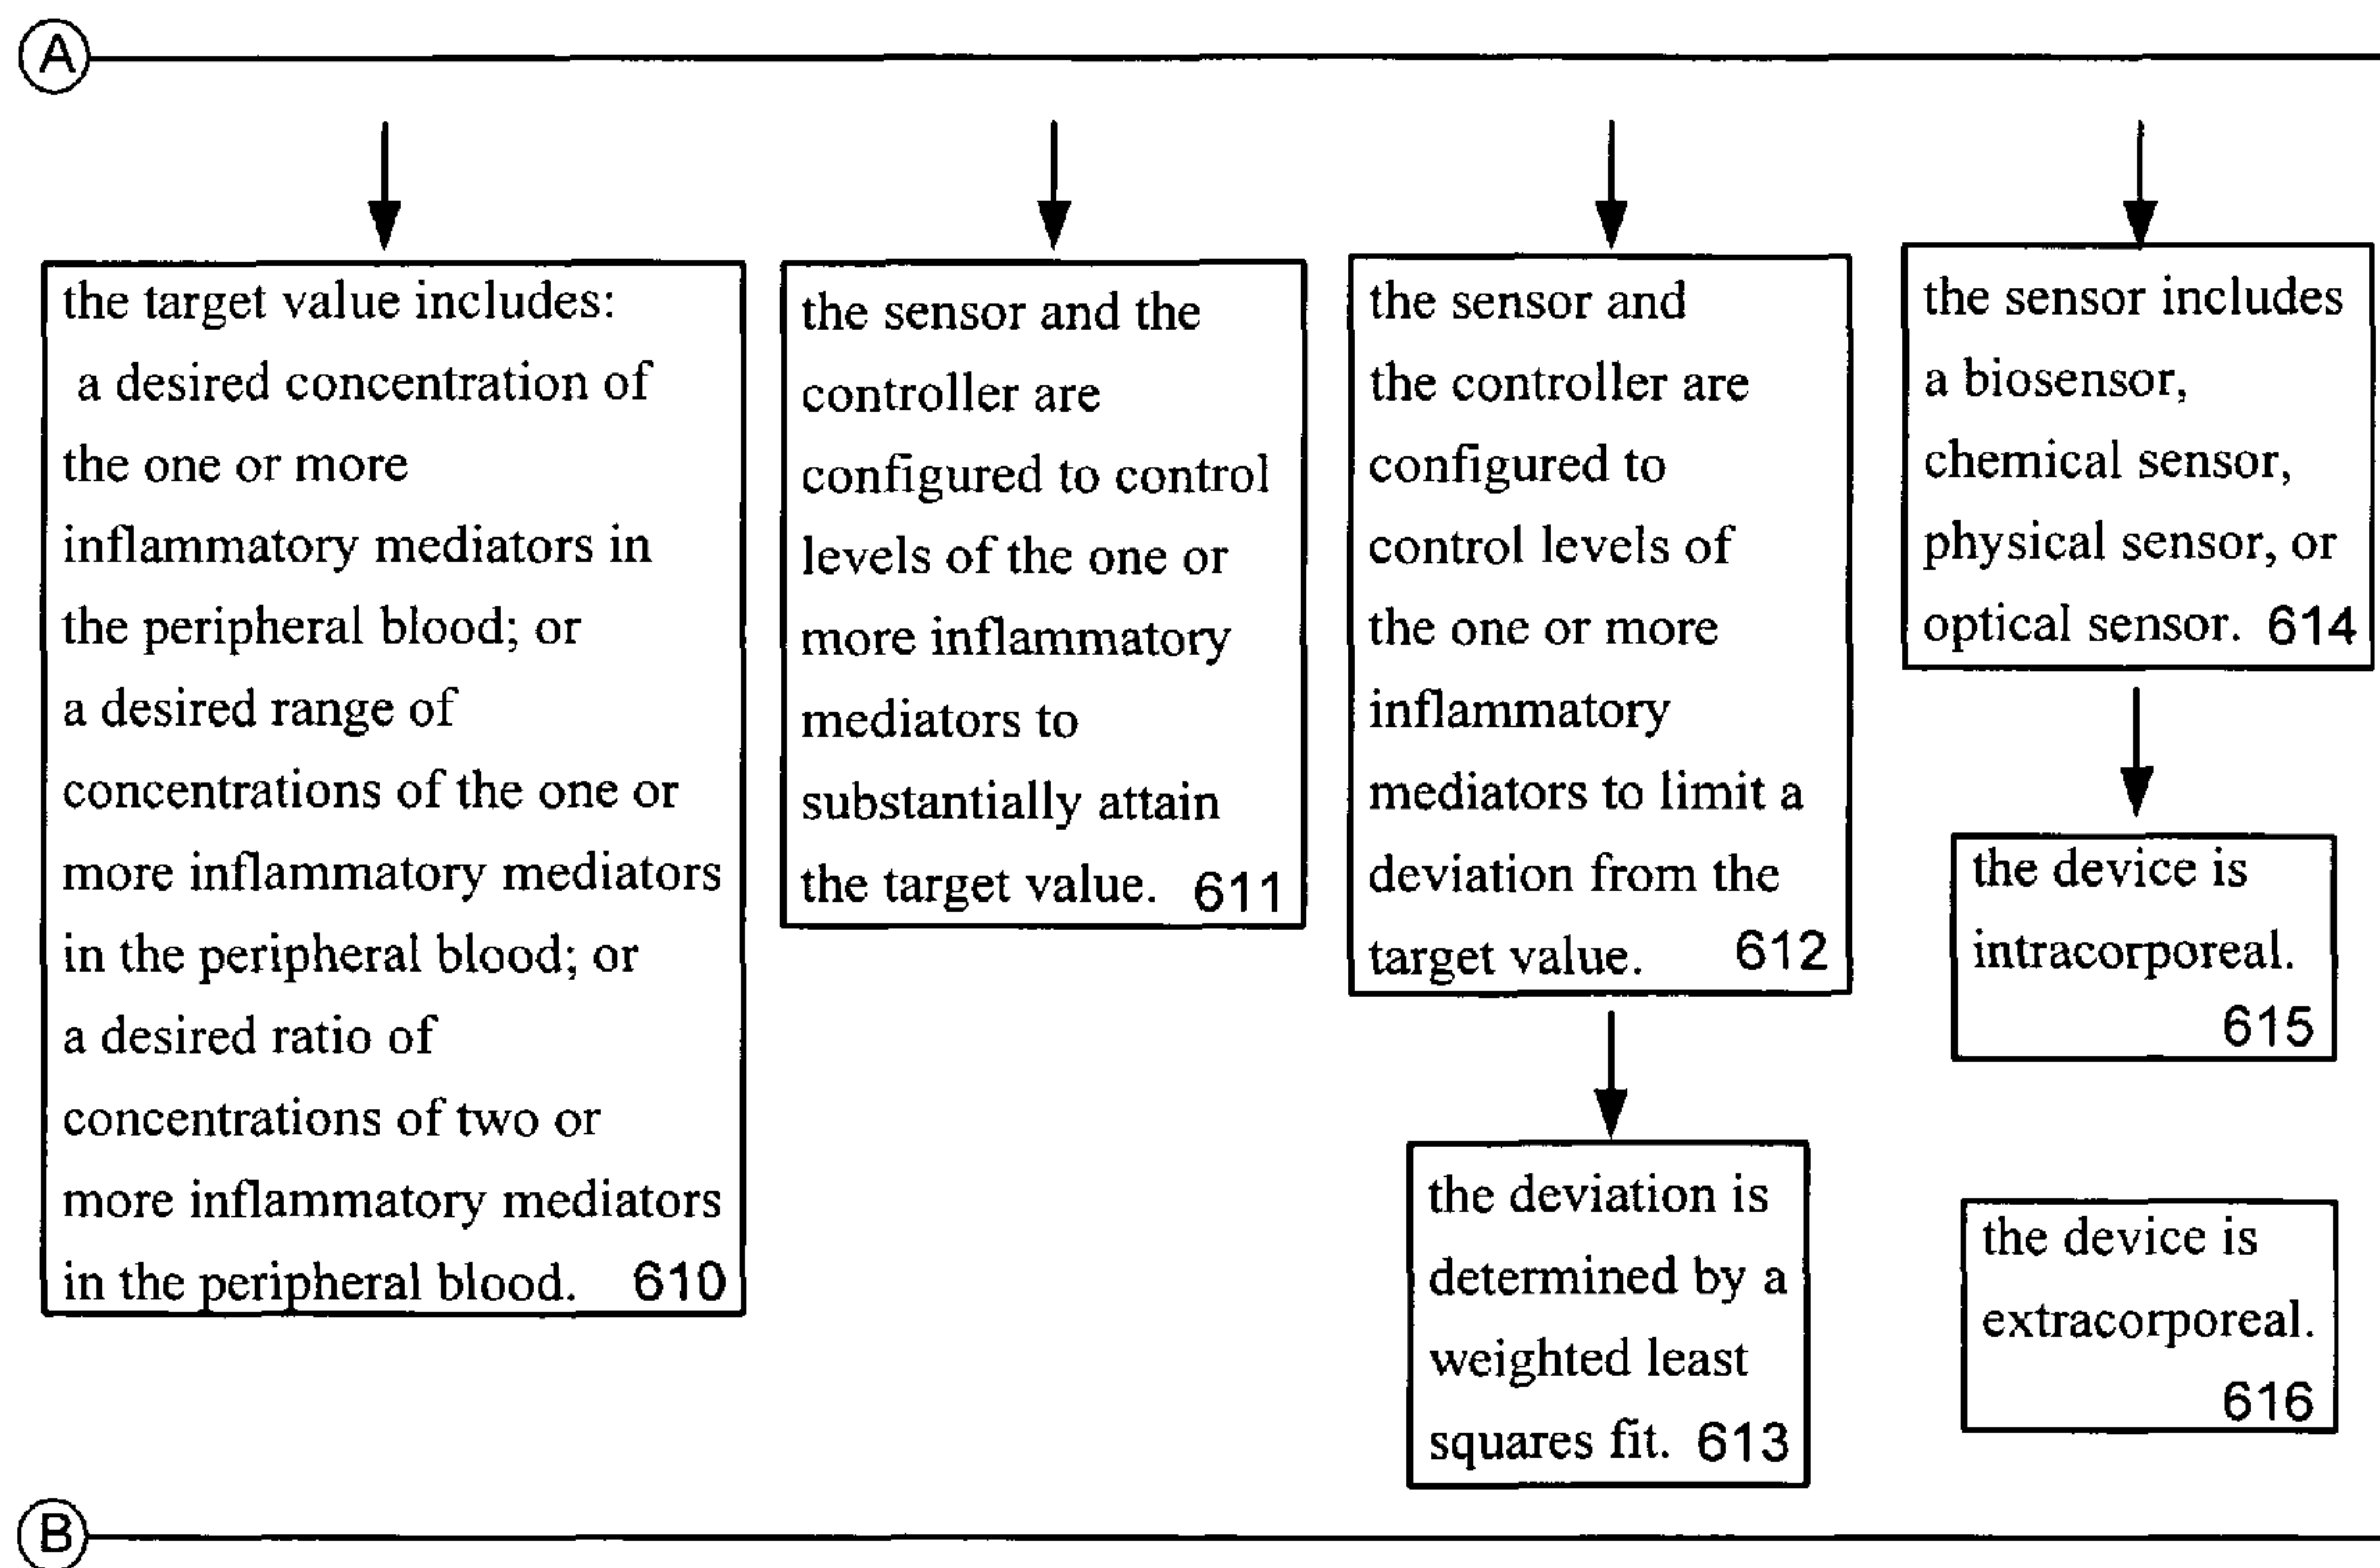 A
the target value includes:
a desired concentration of
the one or more
inflammatory mediators in
the peripheral blood; or
a desired range of
concentrations of the one or
more inflammatory mediators
in the peripheral blood; or
a desired ratio of
concentrations of two or
more inflammatory mediators
in the peripheral blood. 610
the sensor and the
controller are
configured to control
levels of the one or
more inflammatory
mediators to
substantially attain
the target value. 611
the sensor and
the controller are
configured to
control levels of
the one or more
inflammatory
mediators to limit a
deviation from the
target value. 612
the deviation is
determined by a
weighted least
squares fit. 613
the sensor includes
a biosensor,
chemical sensor,
physical sensor, or
optical sensor. 614
the device is
intracorporeal.
615
the device is
extracorporeal.
616
B